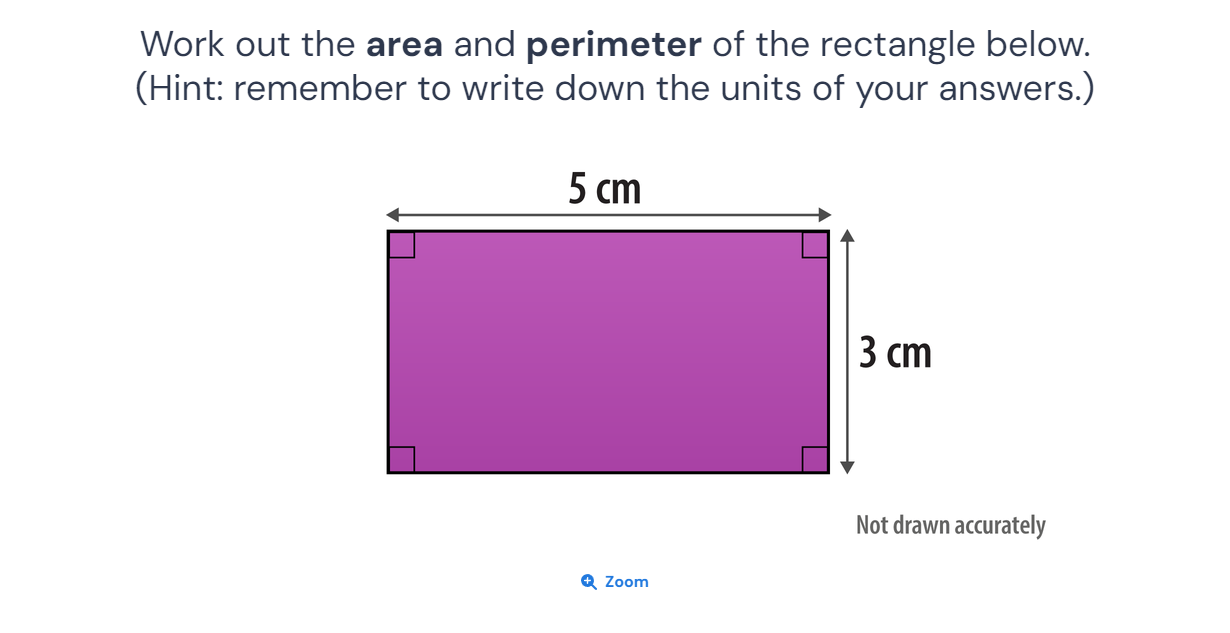 Work out the area and perimeter of the rectangle below.
(Hint: remember to write down the units of your answers.)
5 cm
3 cm
Not drawn accurately
Zoom